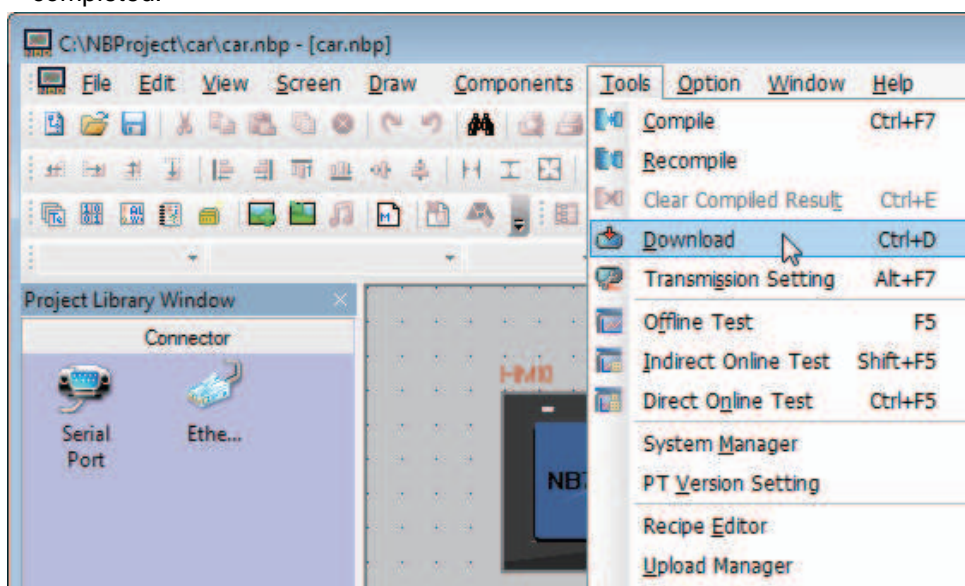 C:\NBProject\car\car.nbp - [car.nbp]
File Edit View Screen Draw Components Tools Option Window Help
Compile Ctrl+F7
Recompile
Clear Compiled Result Ctrl+E
Download Ctrl+D
Transmission Setting Alt+F7
Offline Test F5
Indirect Online Test Shift+F5
Direct Online Test Ctrl+F5
System Manager
PT Version Setting
Recipe Editor
Upload Manager
Project Library Window
Connector
Serial Port
Ethe...
HMI0